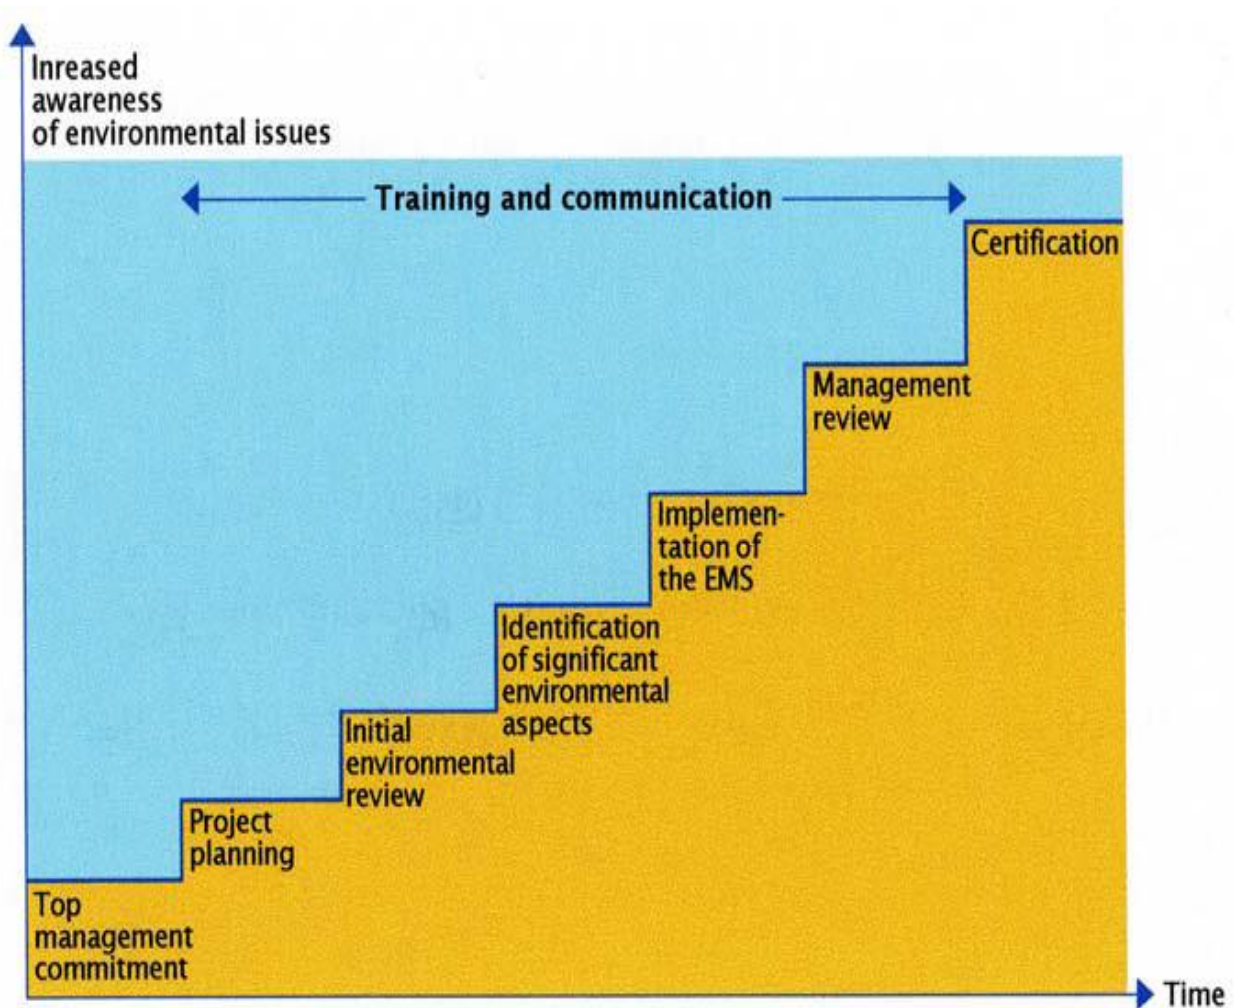 Inreased
awareness
of environmental issues
Training and communication
Certification
Management
review
Implemen-
tation of
the EMS
Identification
of significant
environmental
aspects
Initial
environmental
review
Project
planning
Top
management
commitment
Time